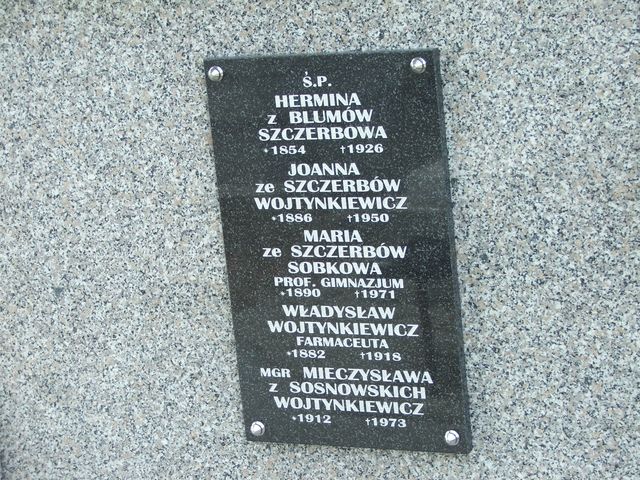 Ś.P.
HERMINA
z BLUMÓW
SZCZERBOWA
*1854 †1926
JOANNA
ze SZCZERBÓW
WOJTYNKIEWICZ
*1886 †1950
MARIA
ze SZCZERBÓW
SOBKOWA
PROF. GIMNAZJUM
*1890 †1971
WŁADYSŁAW
WOJTYNKIEWICZ
FARMACEUTA
*1882 †1918
MGR MIECZYSŁAWA
z SOSNOWSKICH
WOJTYNKIEWICZ
*1912 †1973